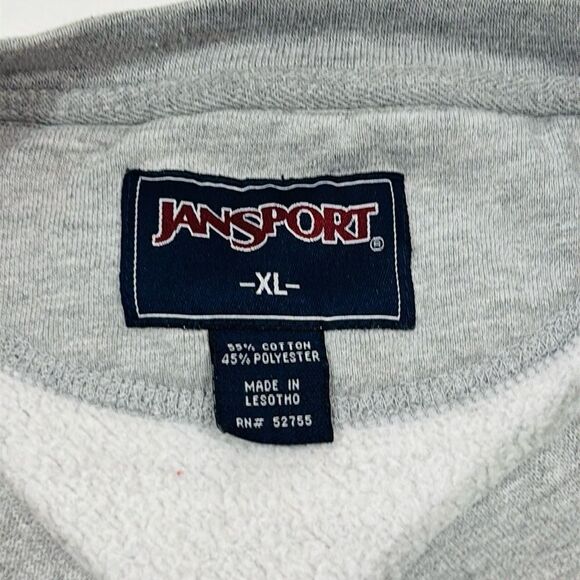 JANSPORT®
-XL-
55% COTTON
45% POLYESTER
MADE IN
LESOTHO
RN# 52755